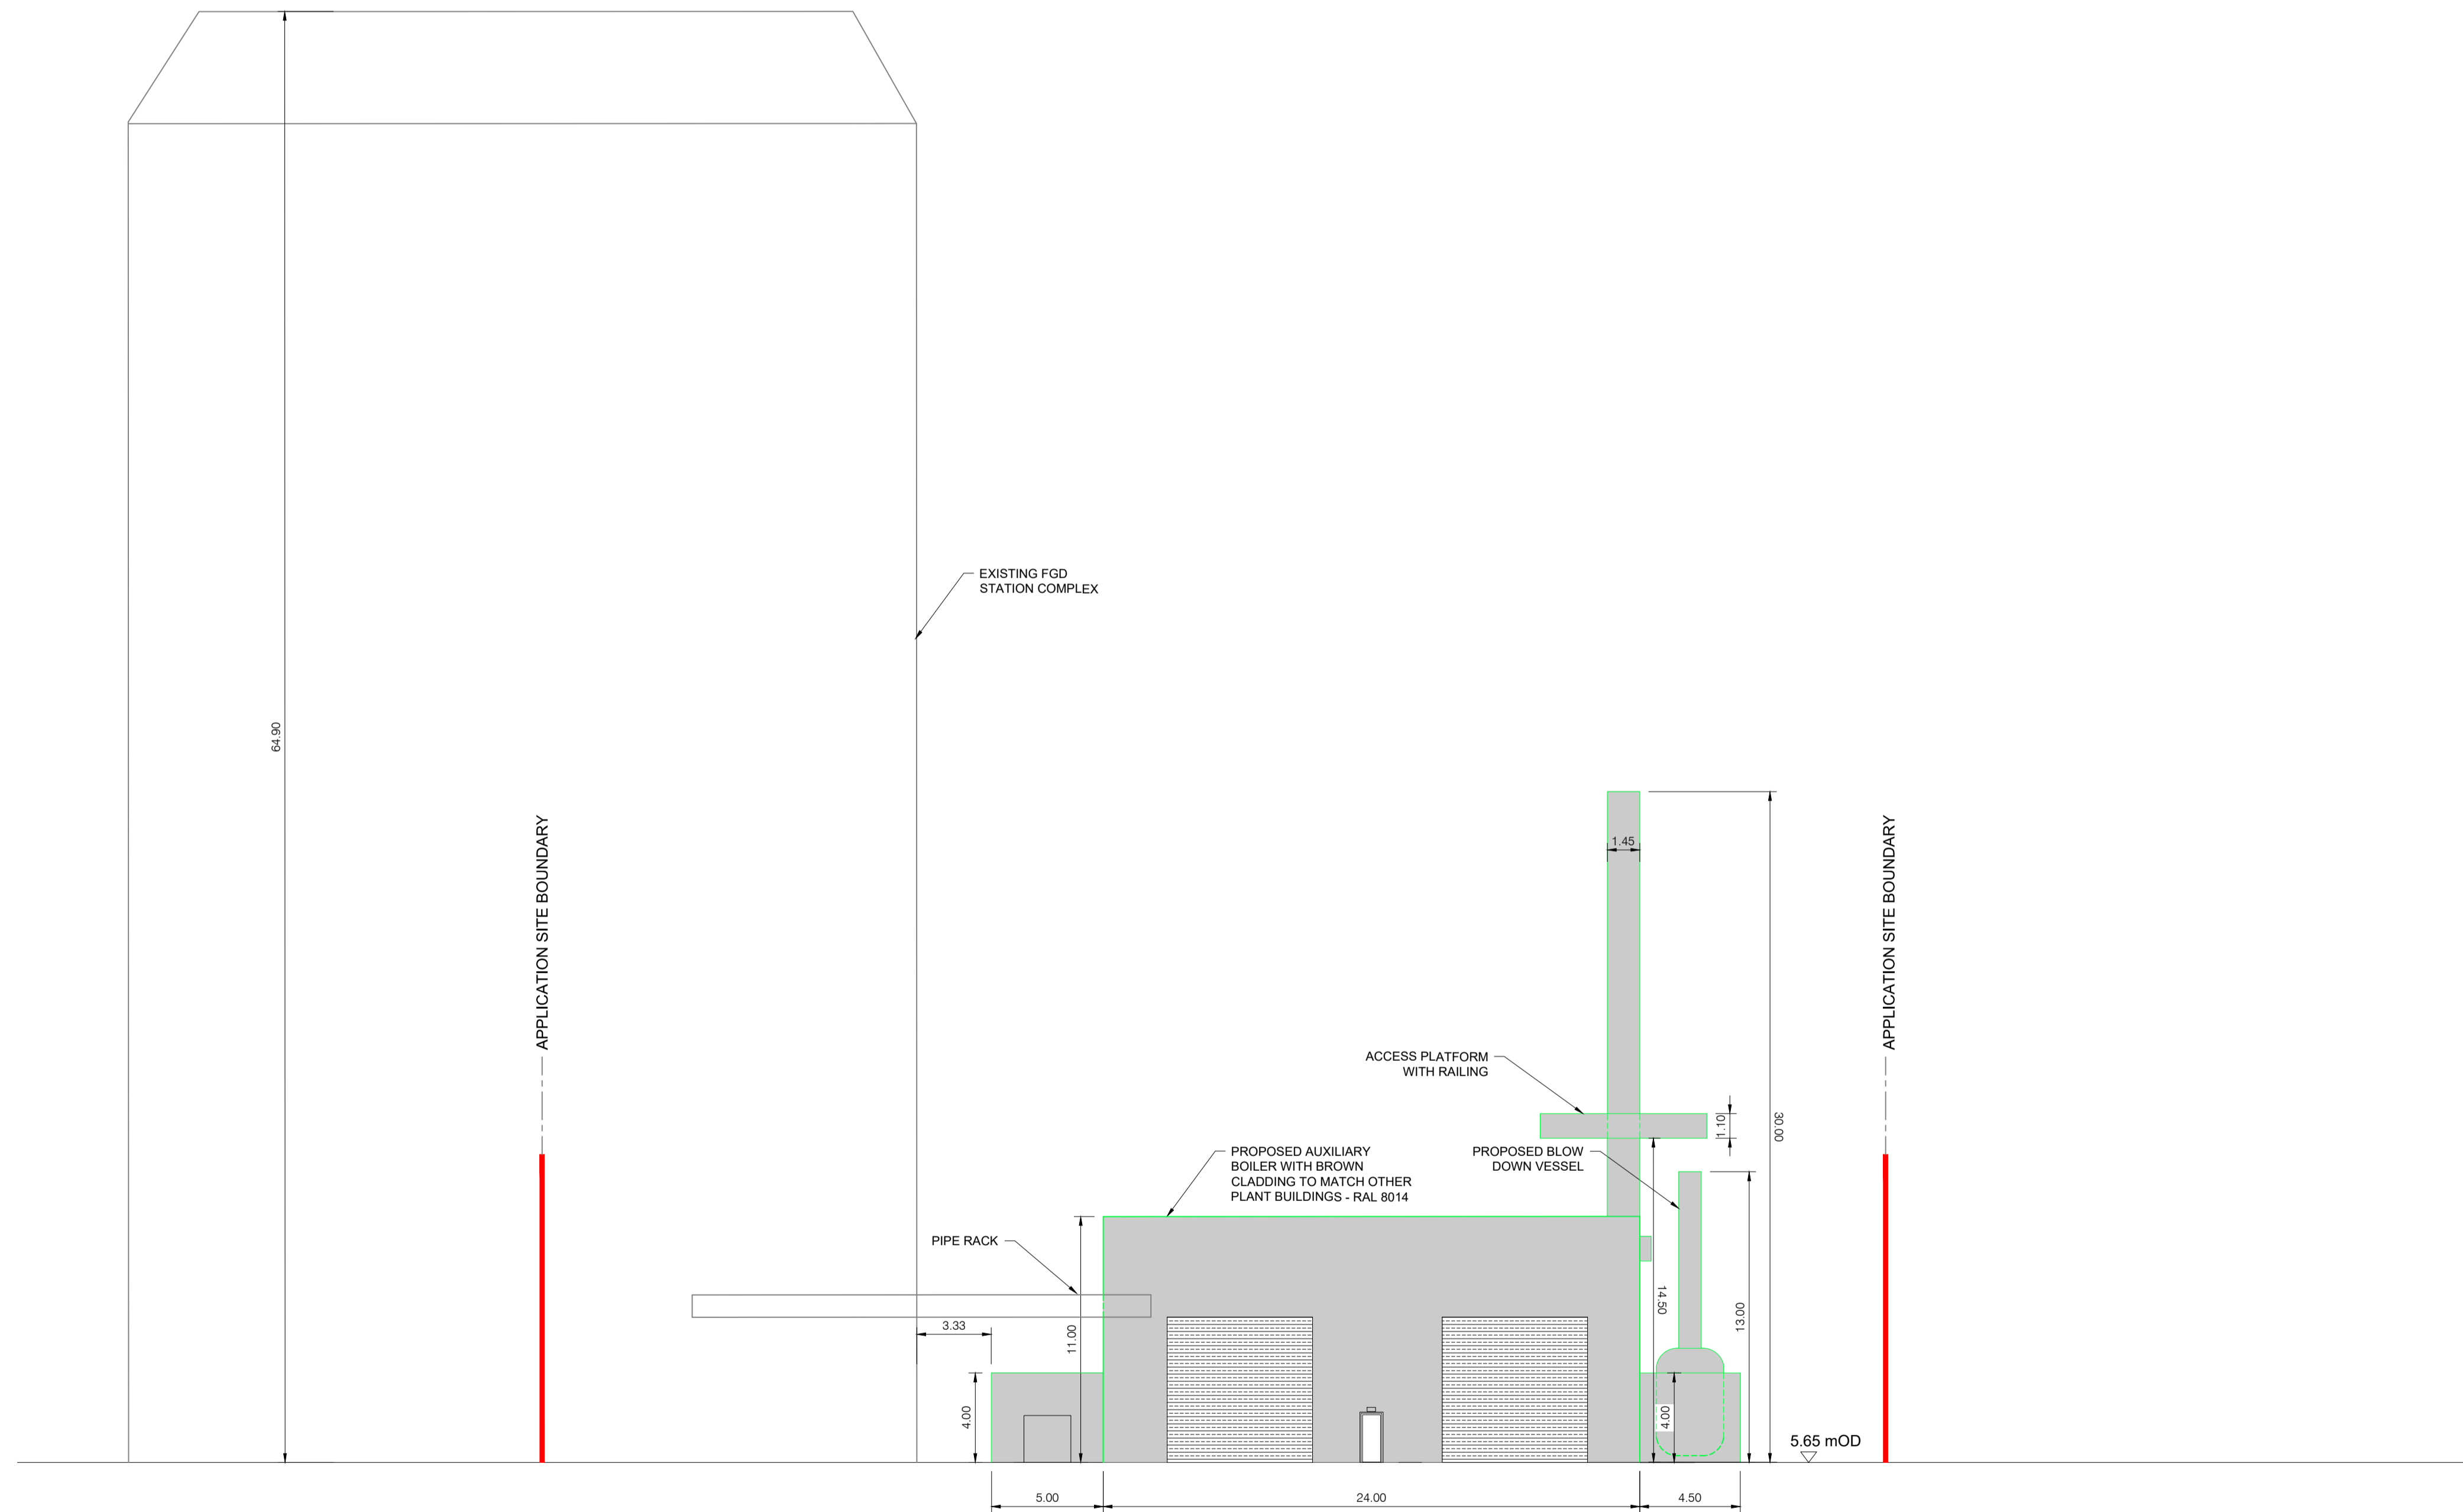 EXISTING FGD
STATION COMPLEX
64.90
APPLICATION SITE BOUNDARY
APPLICATION SITE BOUNDARY
1.45
30.00
ACCESS PLATFORM
WITH RAILING
1.10
PROPOSED AUXILIARY
BOILER WITH BROWN
CLADDING TO MATCH OTHER
PLANT BUILDINGS - RAL 8014
PROPOSED BLOW
DOWN VESSEL
PIPE RACK
3.33
11.00
14.50
13.00
4.00
4.00
5.65 mOD
5.00
24.00
4.50